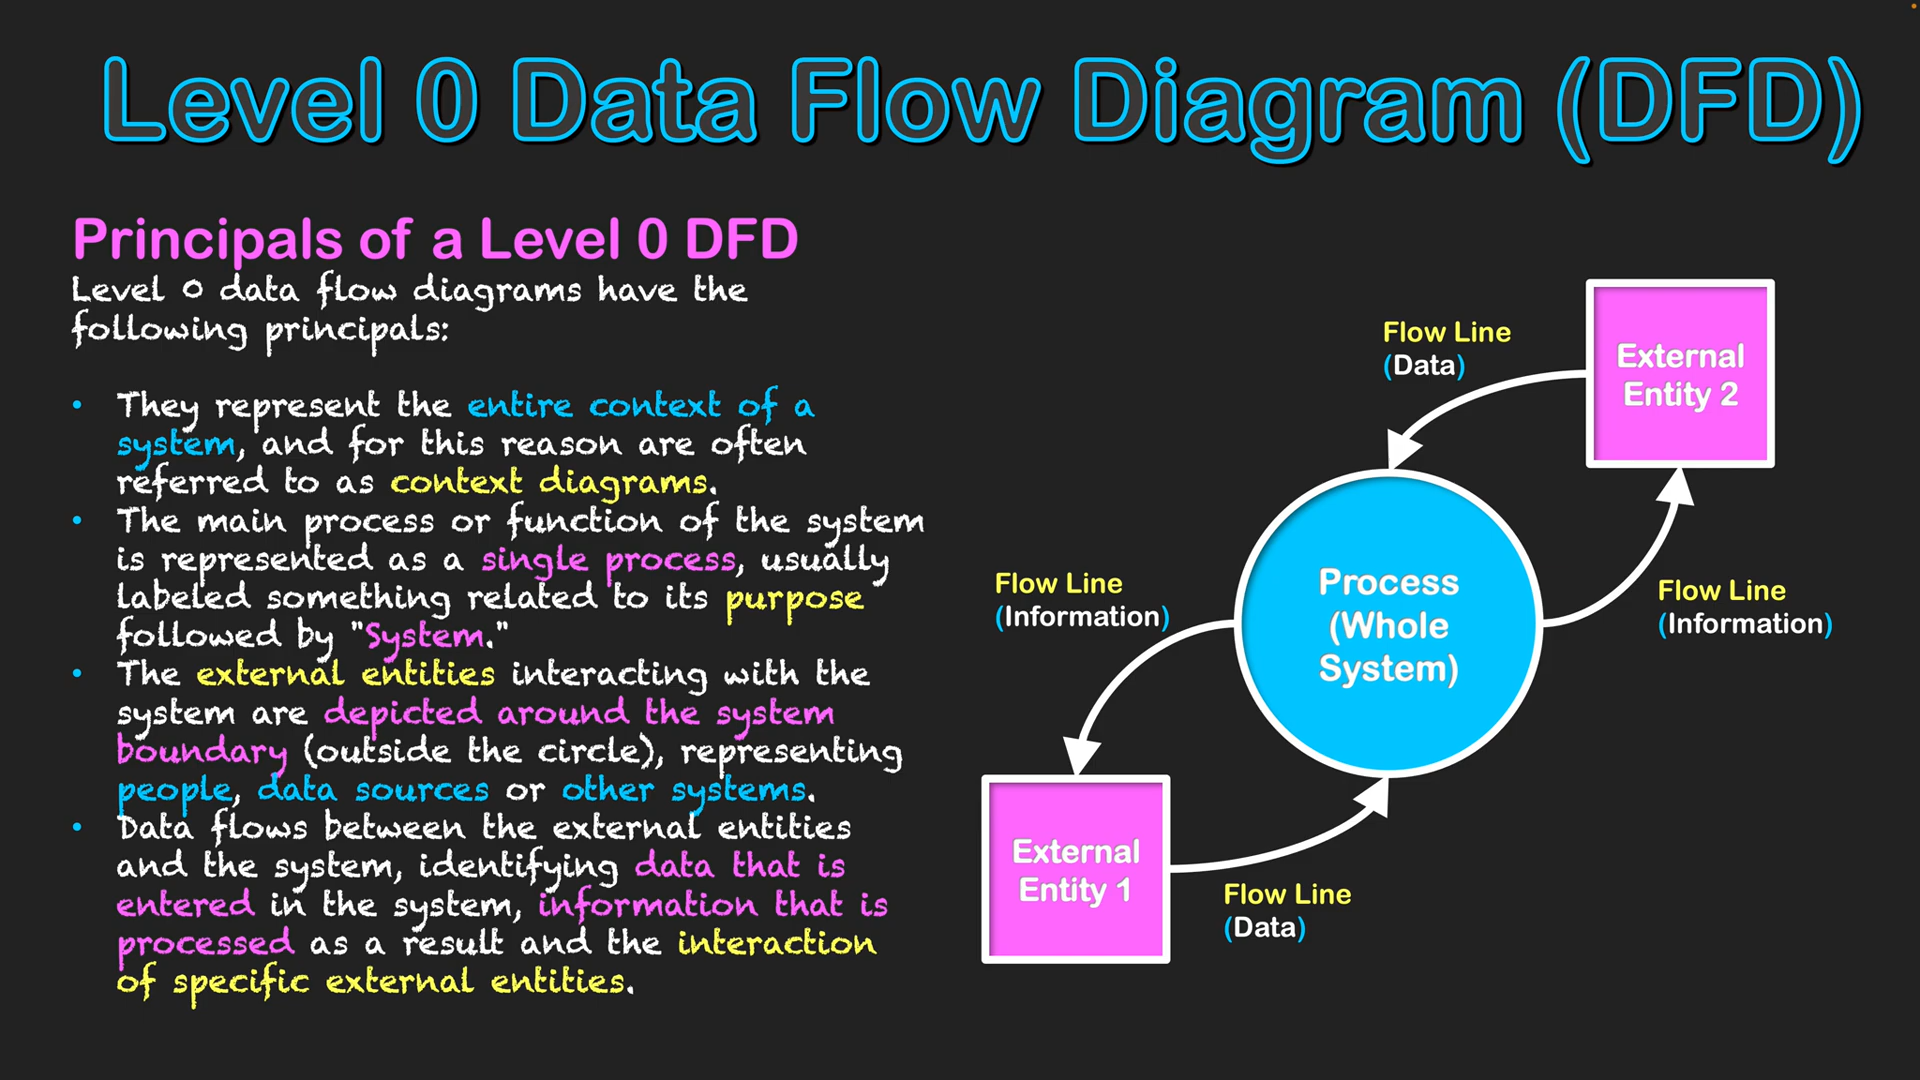 Level 0 Data Flow Diagram (DFD)
Principals of a Level 0 DFD
Level 0 data flow diagrams have the
following principals:
• They represent the entire context of a
system, and for this reason are often
referred to as context diagrams.
• The main process or function of the system
is represented as a single process, usually
labeled something related to its purpose
followed by "System."
• The external entities interacting with the
system are depicted around the system
boundary (outside the circle), representing
people, data sources or other systems.
• Data flows between the external entities
and the system, identifying data that is
entered in the system, information that is
processed as a result and the interaction
of specific external entities.
Flow Line
(Data)
External
Entity 2
Process
(Whole
System)
Flow Line
(Information)
Flow Line
(Information)
External
Entity 1
Flow Line
(Data)